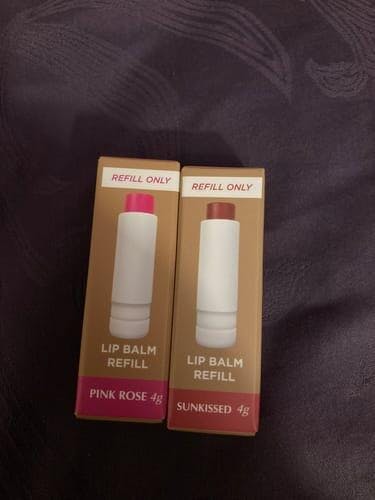 REFILL ONLY
LIP BALM
REFILL
PINK ROSE 4g
REFILL ONLY
LIP BALM
REFILL
SUNKISSED 4g